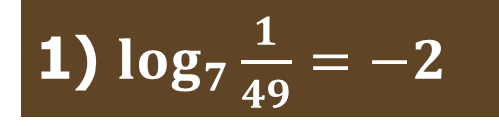 1) log₇ 1/49 = −2